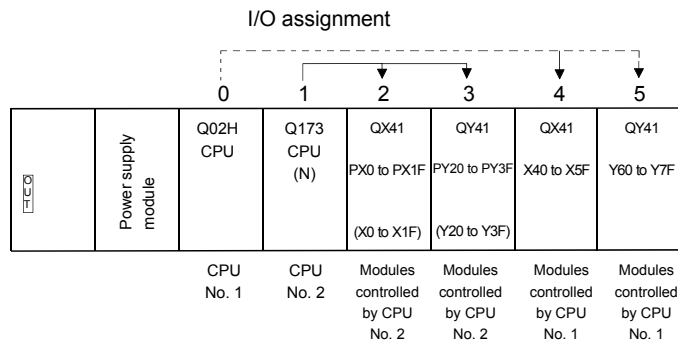 I/O assignment
0 1 2 3 4 5
OUT
Power supply
module
Q02H
CPU
Q173
CPU
(N)
QX41
PX0 to PX1F
(X0 to X1F)
QY41
PY20 to PY3F
(Y20 to Y3F)
QX41
X40 to X5F
QY41
Y60 to Y7F
CPU
No. 1
CPU
No. 2
Modules
controlled
by CPU
No. 2
Modules
controlled
by CPU
No. 2
Modules
controlled
by CPU
No. 1
Modules
controlled
by CPU
No. 1